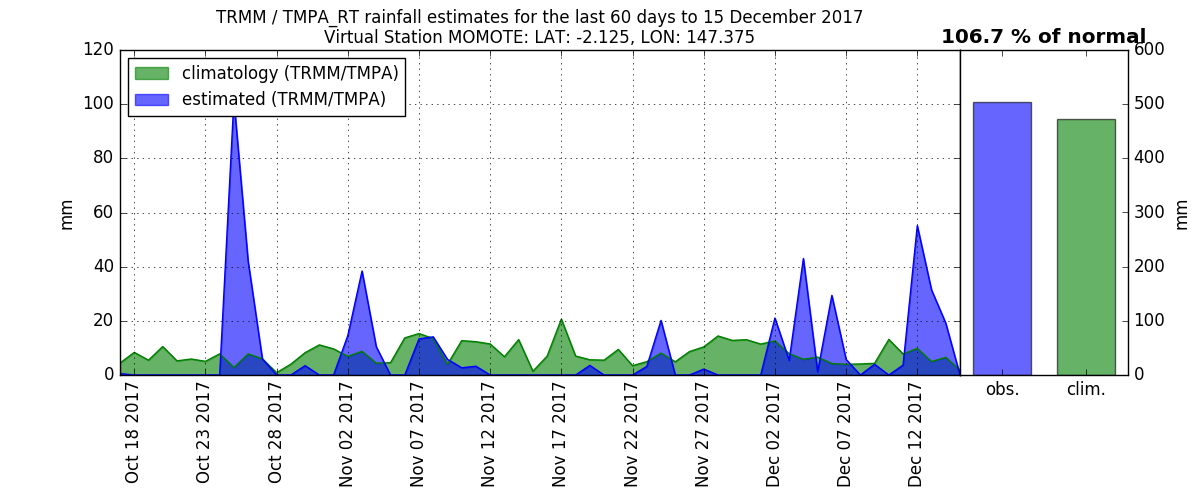 TRMM / TMPA_RT rainfall estimates for the last 60 days to 15 December 2017
Virtual Station MOMOTE: LAT: -2.125, LON: 147.375
106.7 % of normal
climatology (TRMM/TMPA)
estimated (TRMM/TMPA)
mm
120
100
80
60
40
20
0
Oct 18 2017
Oct 23 2017
Oct 28 2017
Nov 02 2017
Nov 07 2017
Nov 12 2017
Nov 17 2017
Nov 22 2017
Nov 27 2017
Dec 02 2017
Dec 07 2017
Dec 12 2017
600
500
400
300
200
100
0
mm
obs.
clim.